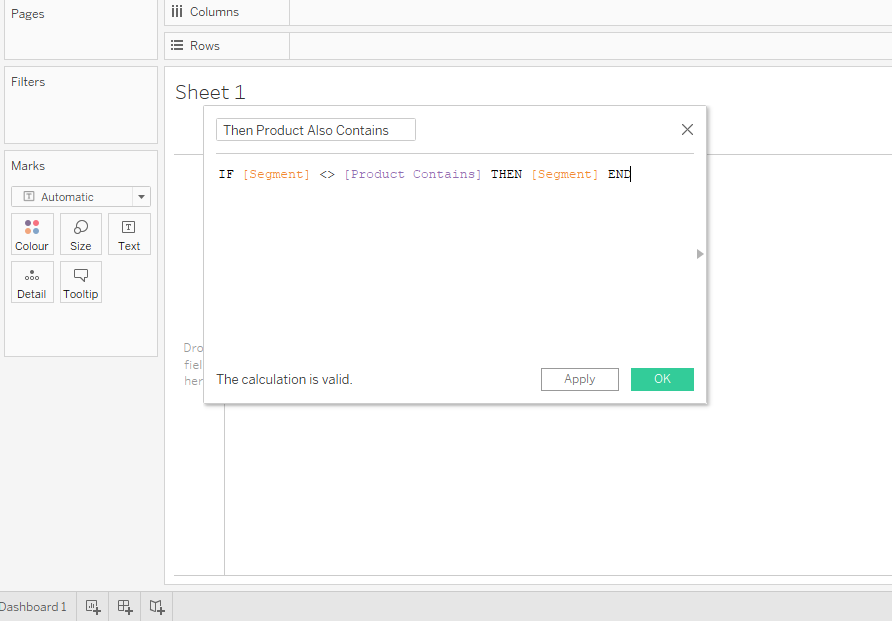 Pages
Columns
Rows
Filters
Sheet 1
Then Product Also Contains
Marks
IF [Segment] <> [Product Contains] THEN [Segment] END
Automatic
Colour Size Text
Detail Tooltip
Dro
fiel
her
The calculation is valid.
Apply
OK
Dashboard 1